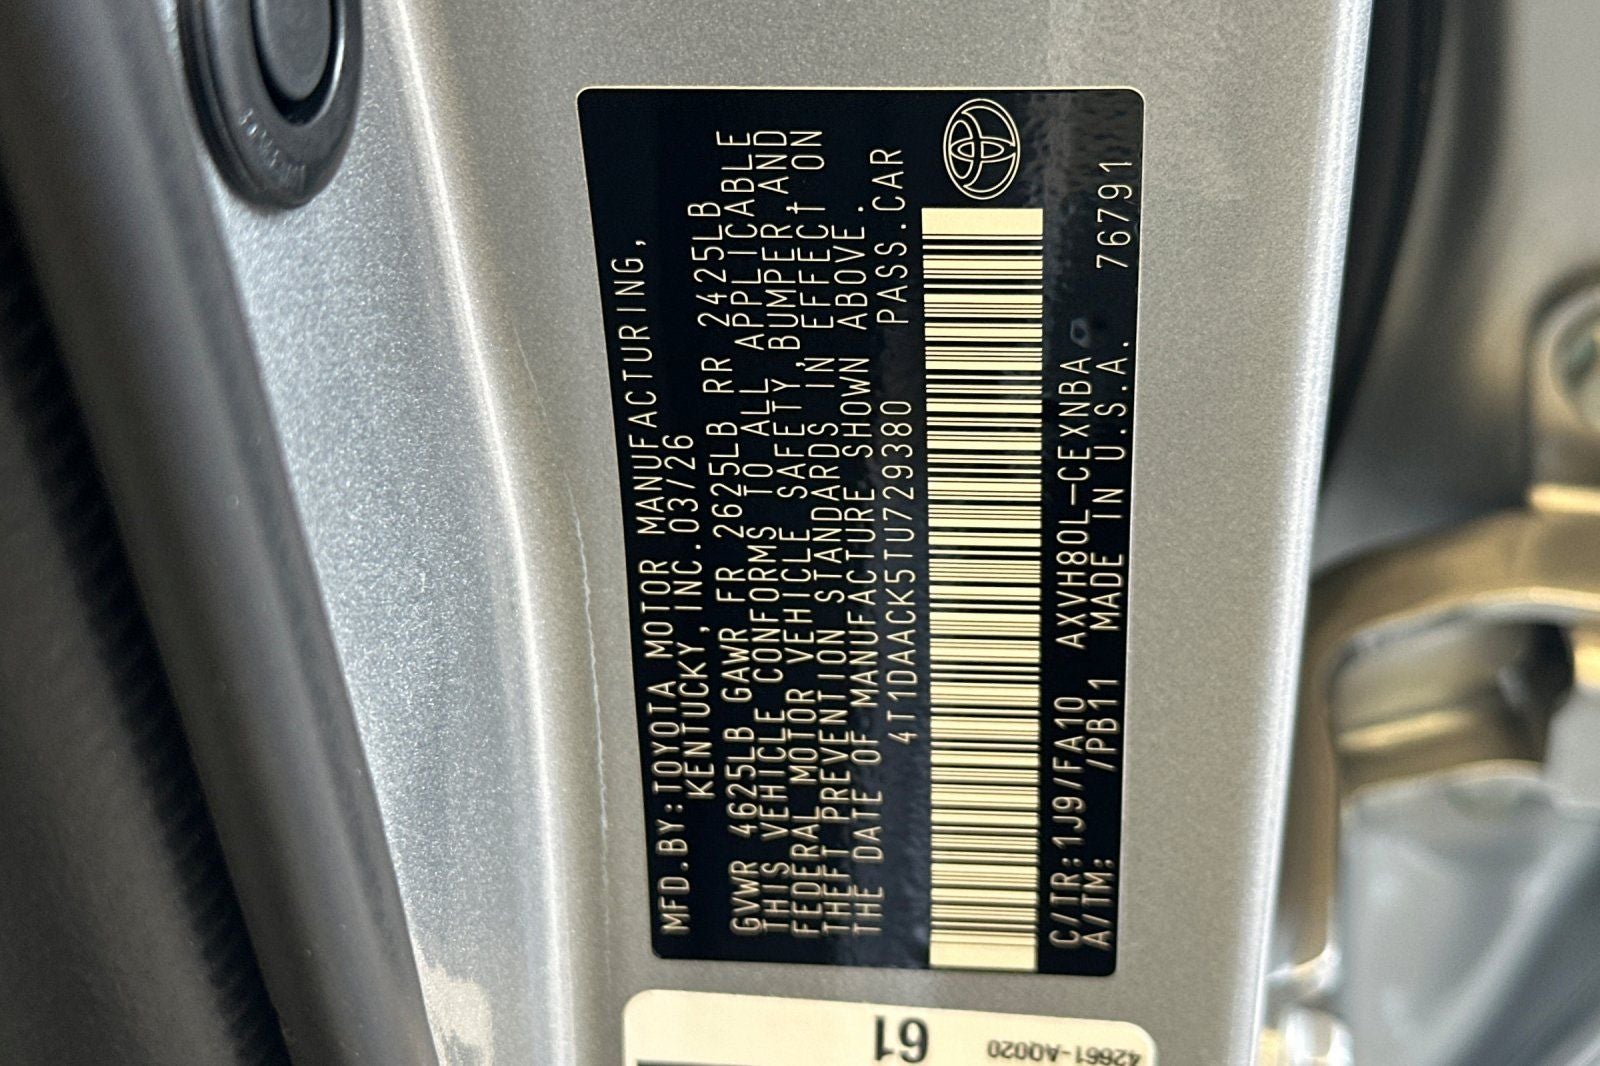 MFD.BY:TOYOTA MOTOR MANUFACTURING,
KENTUCKY, INC. 03/26
GVWR 4625LB GAWR FR 2625LB RR 2425LB
THIS VEHICLE CONFORMS TO ALL APPLICABLE
FEDERAL MOTOR VEHICLE SAFETY, BUMPER, AND
THEFT PREVENTION STANDARDS IN EFFECT ON
THE DATE OF MANUFACTURE SHOWN ABOVE.
4T1DAACK5TU729380 PASS.CAR
C/TR:1J9/FA10 AXVH80L-CEXNBA
A/TM: /PB11 MADE IN U.S.A. 76791
61
42661-AQ020